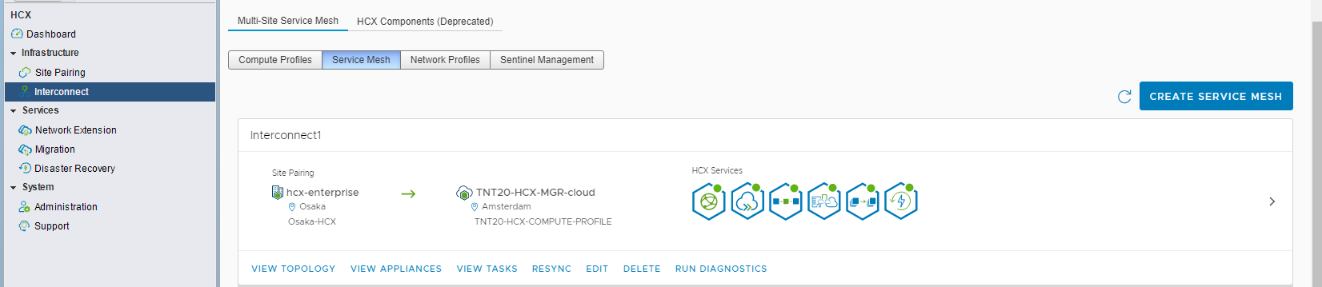 HCX
Dashboard
Infrastructure
Site Pairing
Interconnect
Services
Network Extension
Migration
Disaster Recovery
System
Administration
Support
Multi-Site Service Mesh HCX Components (Deprecated)
Compute Profiles Service Mesh Network Profiles Sentinel Management
CREATE SERVICE MESH
Interconnect1
Site Pairing
hcx-enterprise
Osaka
Osaka-HCX
TNT20-HCX-MGR-cloud
Amsterdam
TNT20-HCX-COMPUTE-PROFILE
HCX Services
VIEW TOPOLOGY VIEW APPLIANCES VIEW TASKS RESYNC EDIT DELETE RUN DIAGNOSTICS